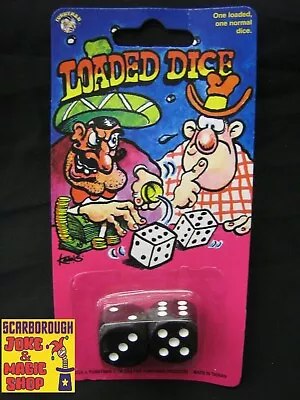 One loaded,
one normal
dice.
LOADED DICE
SCARBOROUGH
JOKE
& MAGIC
SHOP